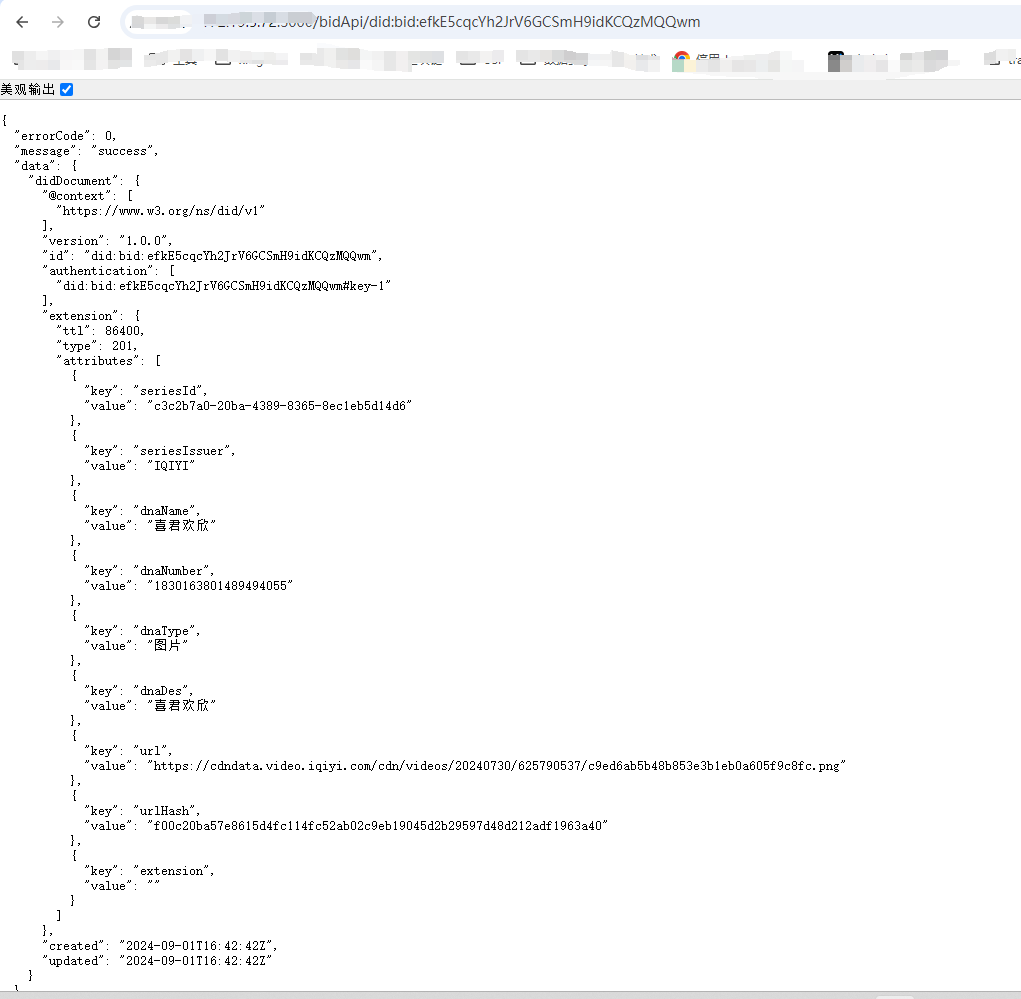 /bidApi/did:bid:efkE5cqcYh2JrV6GCSmH9idKCQzMQQwm
美观输出
{
"errorCode": 0,
"message": "success",
"data": {
"didDocument": {
"@context": [
"https://www.w3.org/ns/did/v1"
],
"version": "1.0.0",
"id": "did:bid:efkE5cqcYh2JrV6GCSmH9idKCQzMQQwm",
"authentication": [
"did:bid:efkE5cqcYh2JrV6GCSmH9idKCQzMQQwm#key-1"
],
"extension": {
"ttl": 86400,
"type": 201,
"attributes": [
{
"key": "seriesId",
"value": "c3c2b7a0-20ba-4389-8365-8ec1eb5d14d6"
},
{
"key": "seriesIssuer",
"value": "IQIYI"
},
{
"key": "dnaName",
"value": "喜君欢欣"
},
{
"key": "dnaNumber",
"value": "1830163801489494055"
},
{
"key": "dnaType",
"value": "图片"
},
{
"key": "dnaDes",
"value": "喜君欢欣"
},
{
"key": "url",
"value": "https://cdndata.video.iqiyi.com/cdn/videos/20240730/625790537/c9ed6ab5b48b853e3b1eb0a605f9c8fc.png"
},
{
"key": "urlHash",
"value": "f00c20ba57e8615d4fc114fc52ab02c9eb19045d2b29597d48d212adf1963a40"
},
{
"key": "extension",
"value": ""
}
]
},
"created": "2024-09-01T16:42:42Z",
"updated": "2024-09-01T16:42:42Z"
}
}